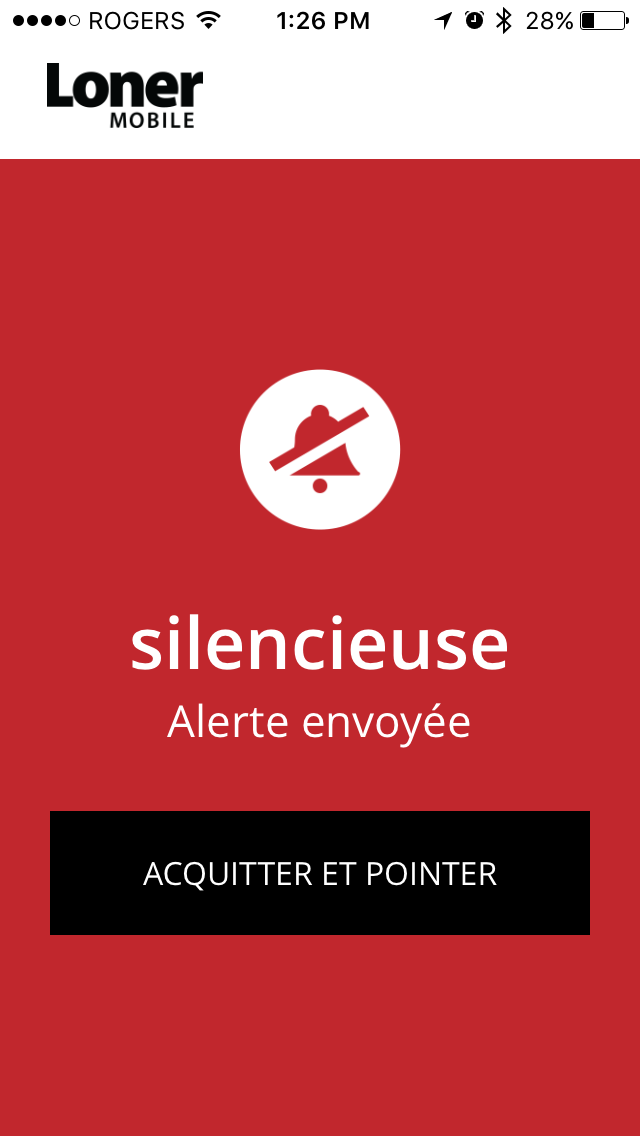 ROGERS 1:26 PM 28%
Loner
MOBILE
silencieuse
Alerte envoyée
ACQUITTER ET POINTER